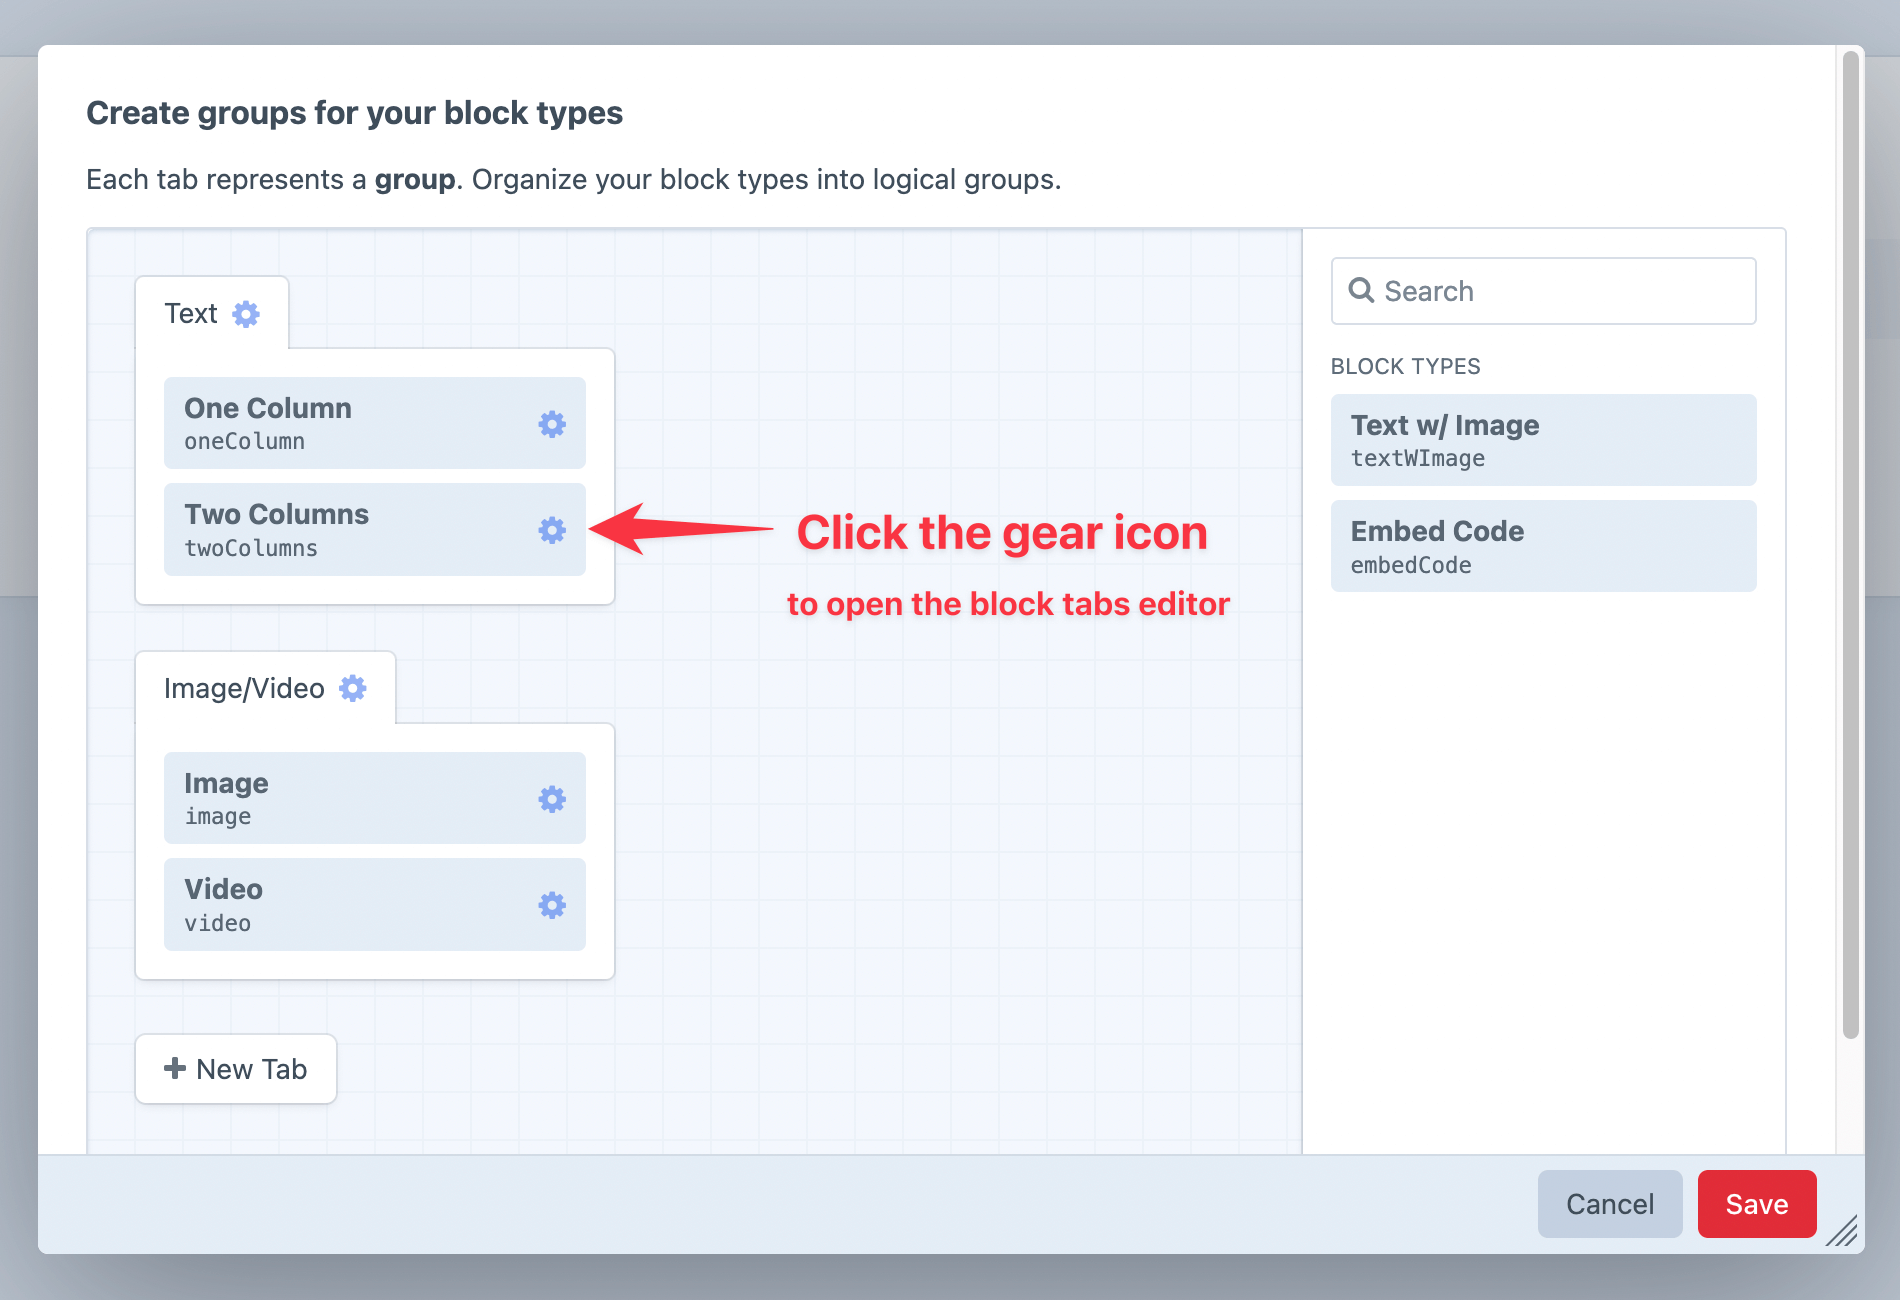 Create groups for your block types
Each tab represents a group. Organize your block types into logical groups.
Text
One Column
oneColumn
Two Columns
twoColumns
Click the gear icon
to open the block tabs editor
Image/Video
Image
image
Video
video
New Tab
Search
BLOCK TYPES
Text w/ Image
textWImage
Embed Code
embedCode
Cancel
Save